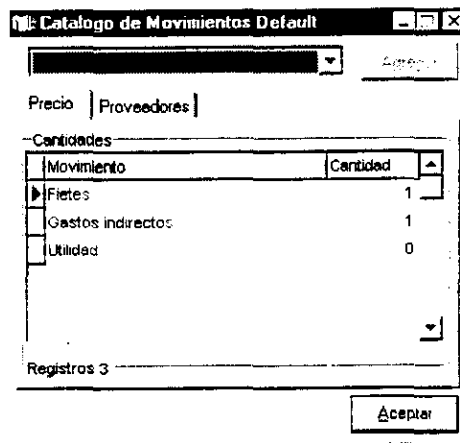 Catalogo de Movimientos Default
Agregar
Precio
Proveedores
Cantidades
Movimiento Cantidad
Fletes 1
Gastos indirectos 1
Utilidad 0
Registros 3
Aceptar